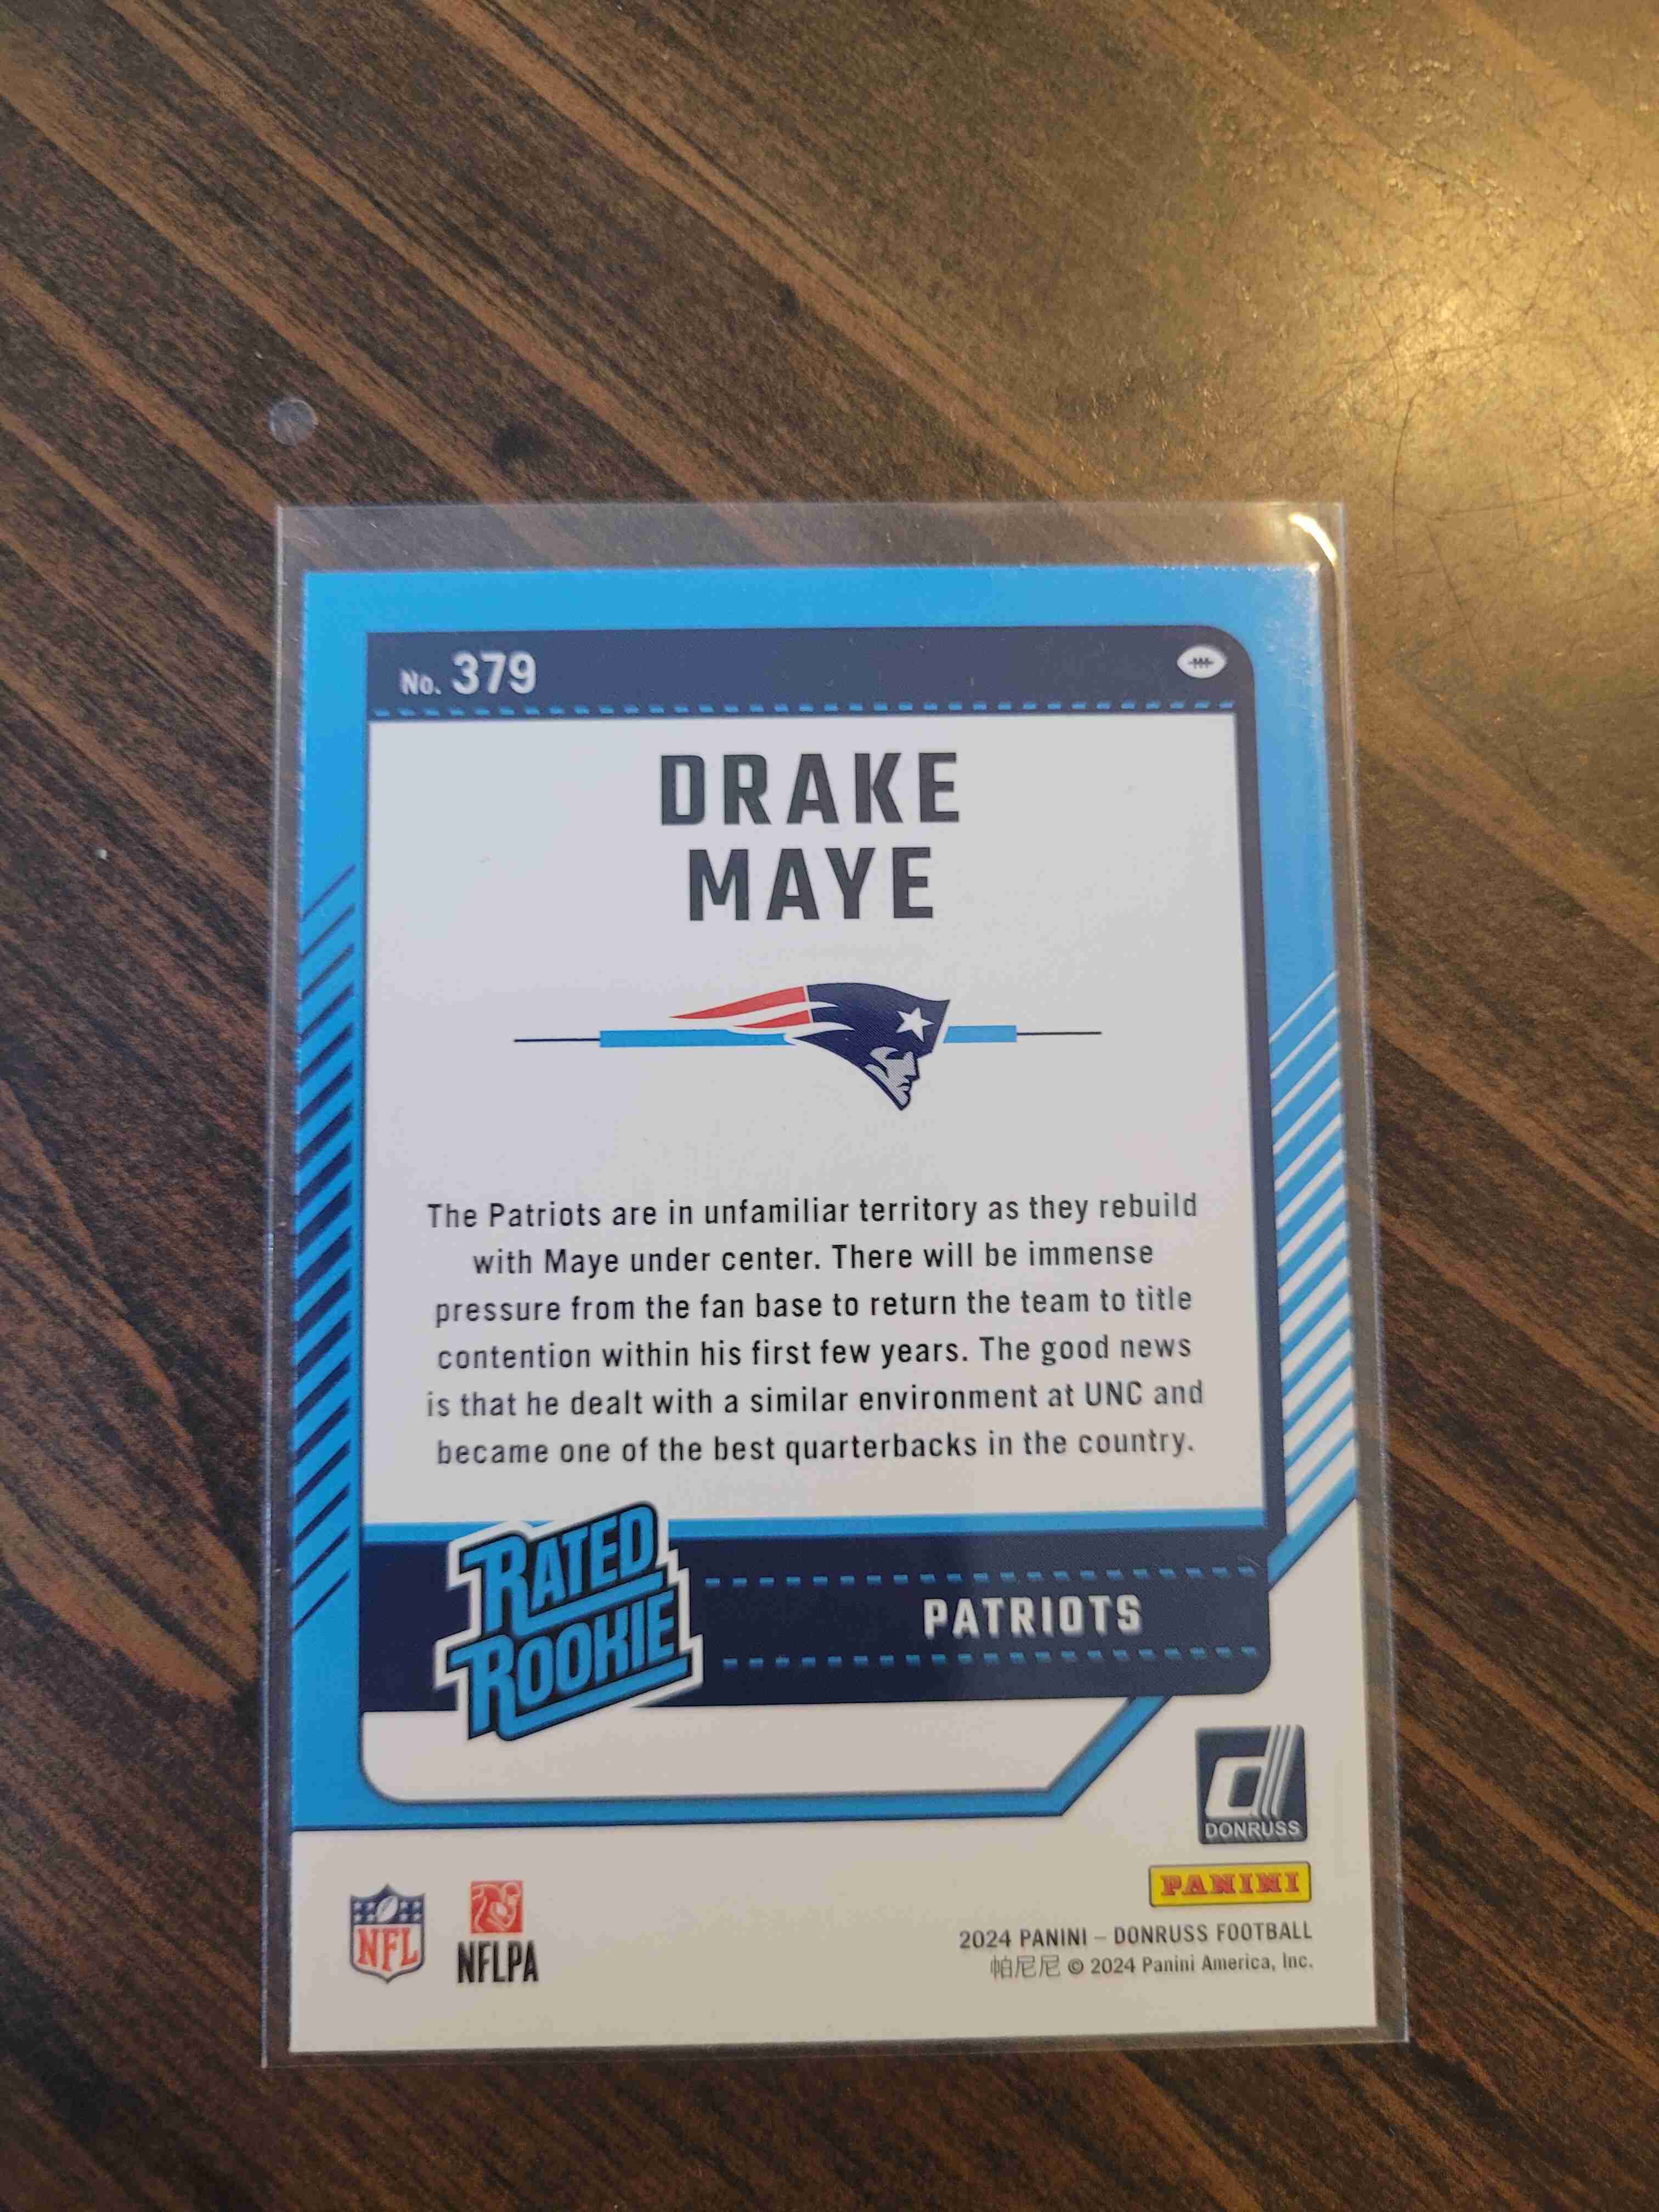 No. 379
DRAKE
MAYE
The Patriots are in unfamiliar territory as they rebuild
with Maye under center. There will be immense
pressure from the fan base to return the team to title
contention within his first few years. The good news
is that he dealt with a similar environment at UNC and
became one of the best quarterbacks in the country.
RATED
ROOKIE
PATRIOTS
d
DONRUSS
PANINI
NFL
NFLPA
2024 PANINI – DONRUSS FOOTBALL
帕尼尼 © 2024 Panini America, Inc.